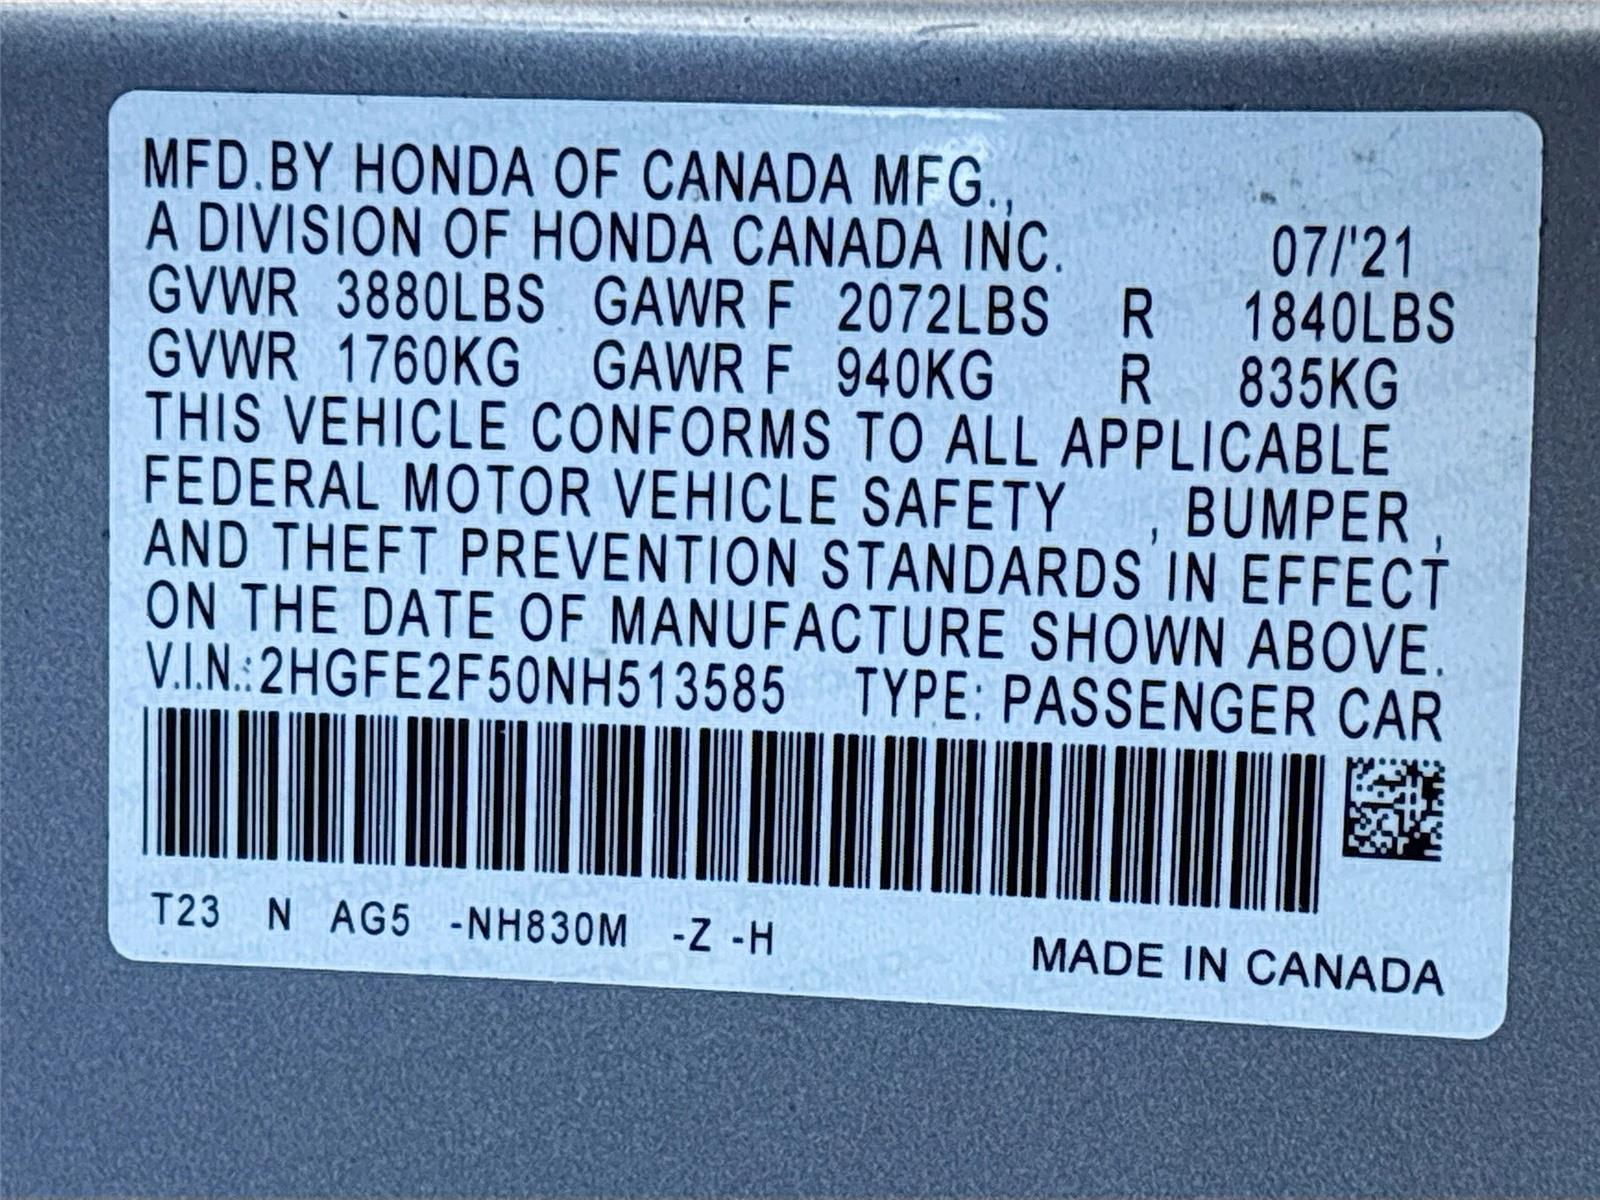 MFD.BY HONDA OF CANADA MFG.,
A DIVISION OF HONDA CANADA INC. 07/'21
GVWR 3880LBS GAWR F 2072LBS R 1840LBS
GVWR 1760KG GAWR F 940KG R 835KG
THIS VEHICLE CONFORMS TO ALL APPLICABLE
FEDERAL MOTOR VEHICLE SAFETY , BUMPER ,
AND THEFT PREVENTION STANDARDS IN EFFECT
ON THE DATE OF MANUFACTURE SHOWN ABOVE.
V.I.N.:2HGFE2F50NH513585 TYPE: PASSENGER CAR
T23 N AG5 -NH830M -Z -H
MADE IN CANADA